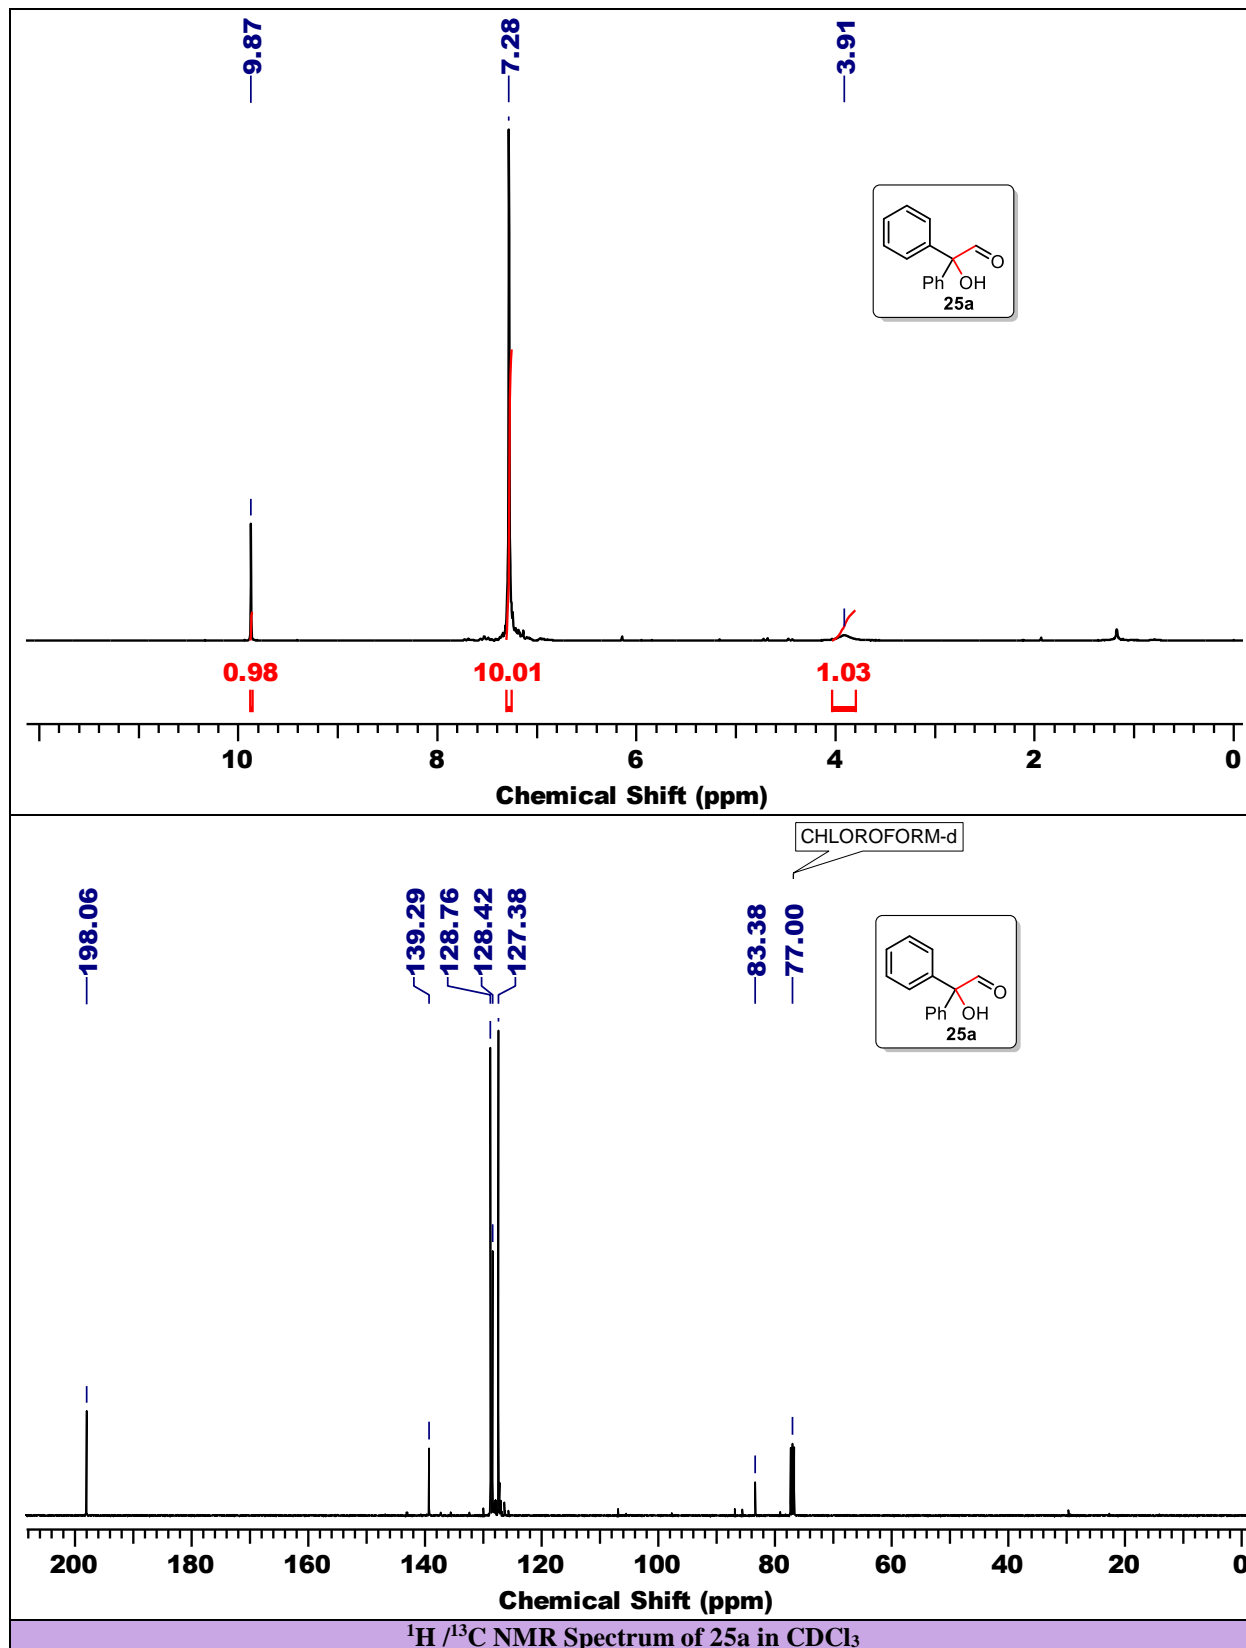 9.87
7.28
3.91
O
Ph
OH
25a
0.98
10.01
1.03
10
8
6
4
2
0
Chemical Shift (ppm)
CHLOROFORM-d
198.06
139.29
128.76
128.42
127.38
83.38
77.00
O
Ph
OH
25a
200
180
160
140
120
100
80
60
40
20
0
Chemical Shift (ppm)
¹H /¹³C NMR Spectrum of 25a in CDCl₃